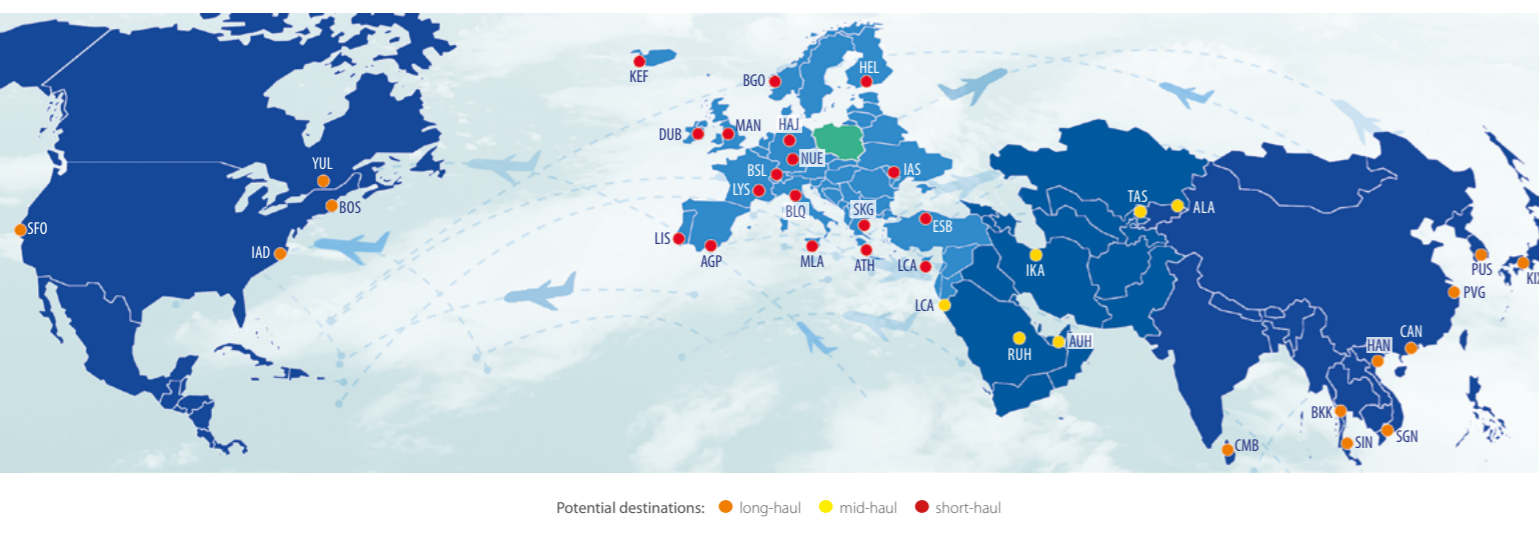 HEL
KEF
BGO
DUB
MAN
HAJ
NUE
YUL
BSL
IAS
LYS
TAS
BOS
ALA
BLQ
SKG
SFO
ESB
LIS
IAD
AGP
MLA
ATH
LCA
IKA
PUS
KIX
PVG
LCA
CAN
AUH
HAN
RUH
BKK
SGN
SIN
CMB
Potential destinations: long-haul mid-haul short-haul